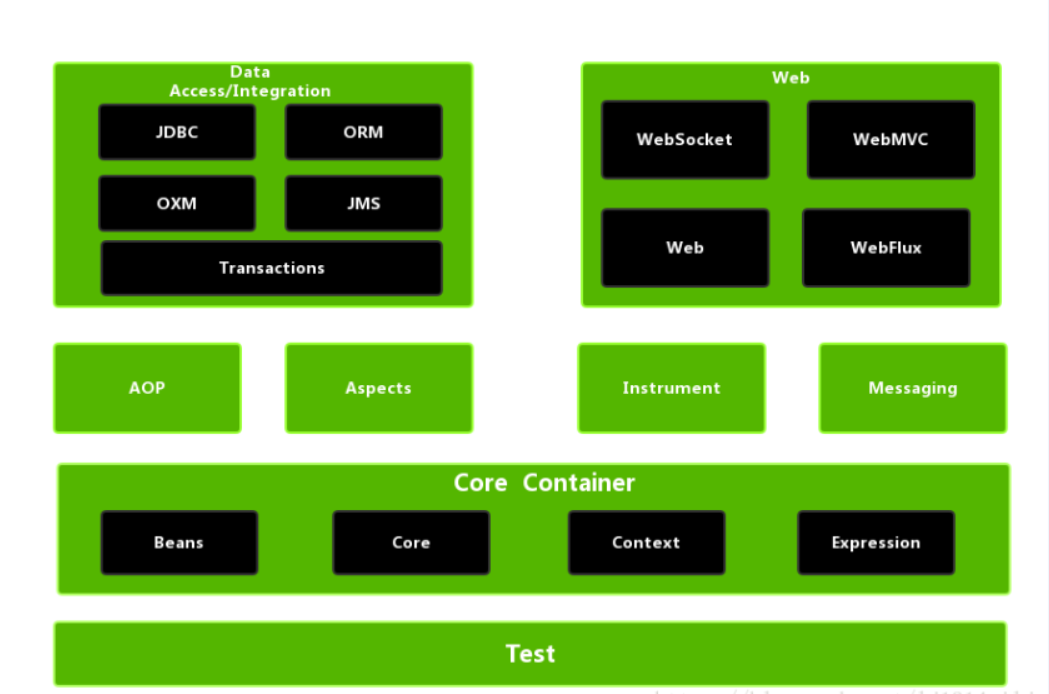 Data
Access/Integration
JDBC
ORM
OXM
JMS
Transactions
Web
WebSocket
WebMVC
Web
WebFlux
AOP
Aspects
Instrument
Messaging
Core Container
Beans
Core
Context
Expression
Test